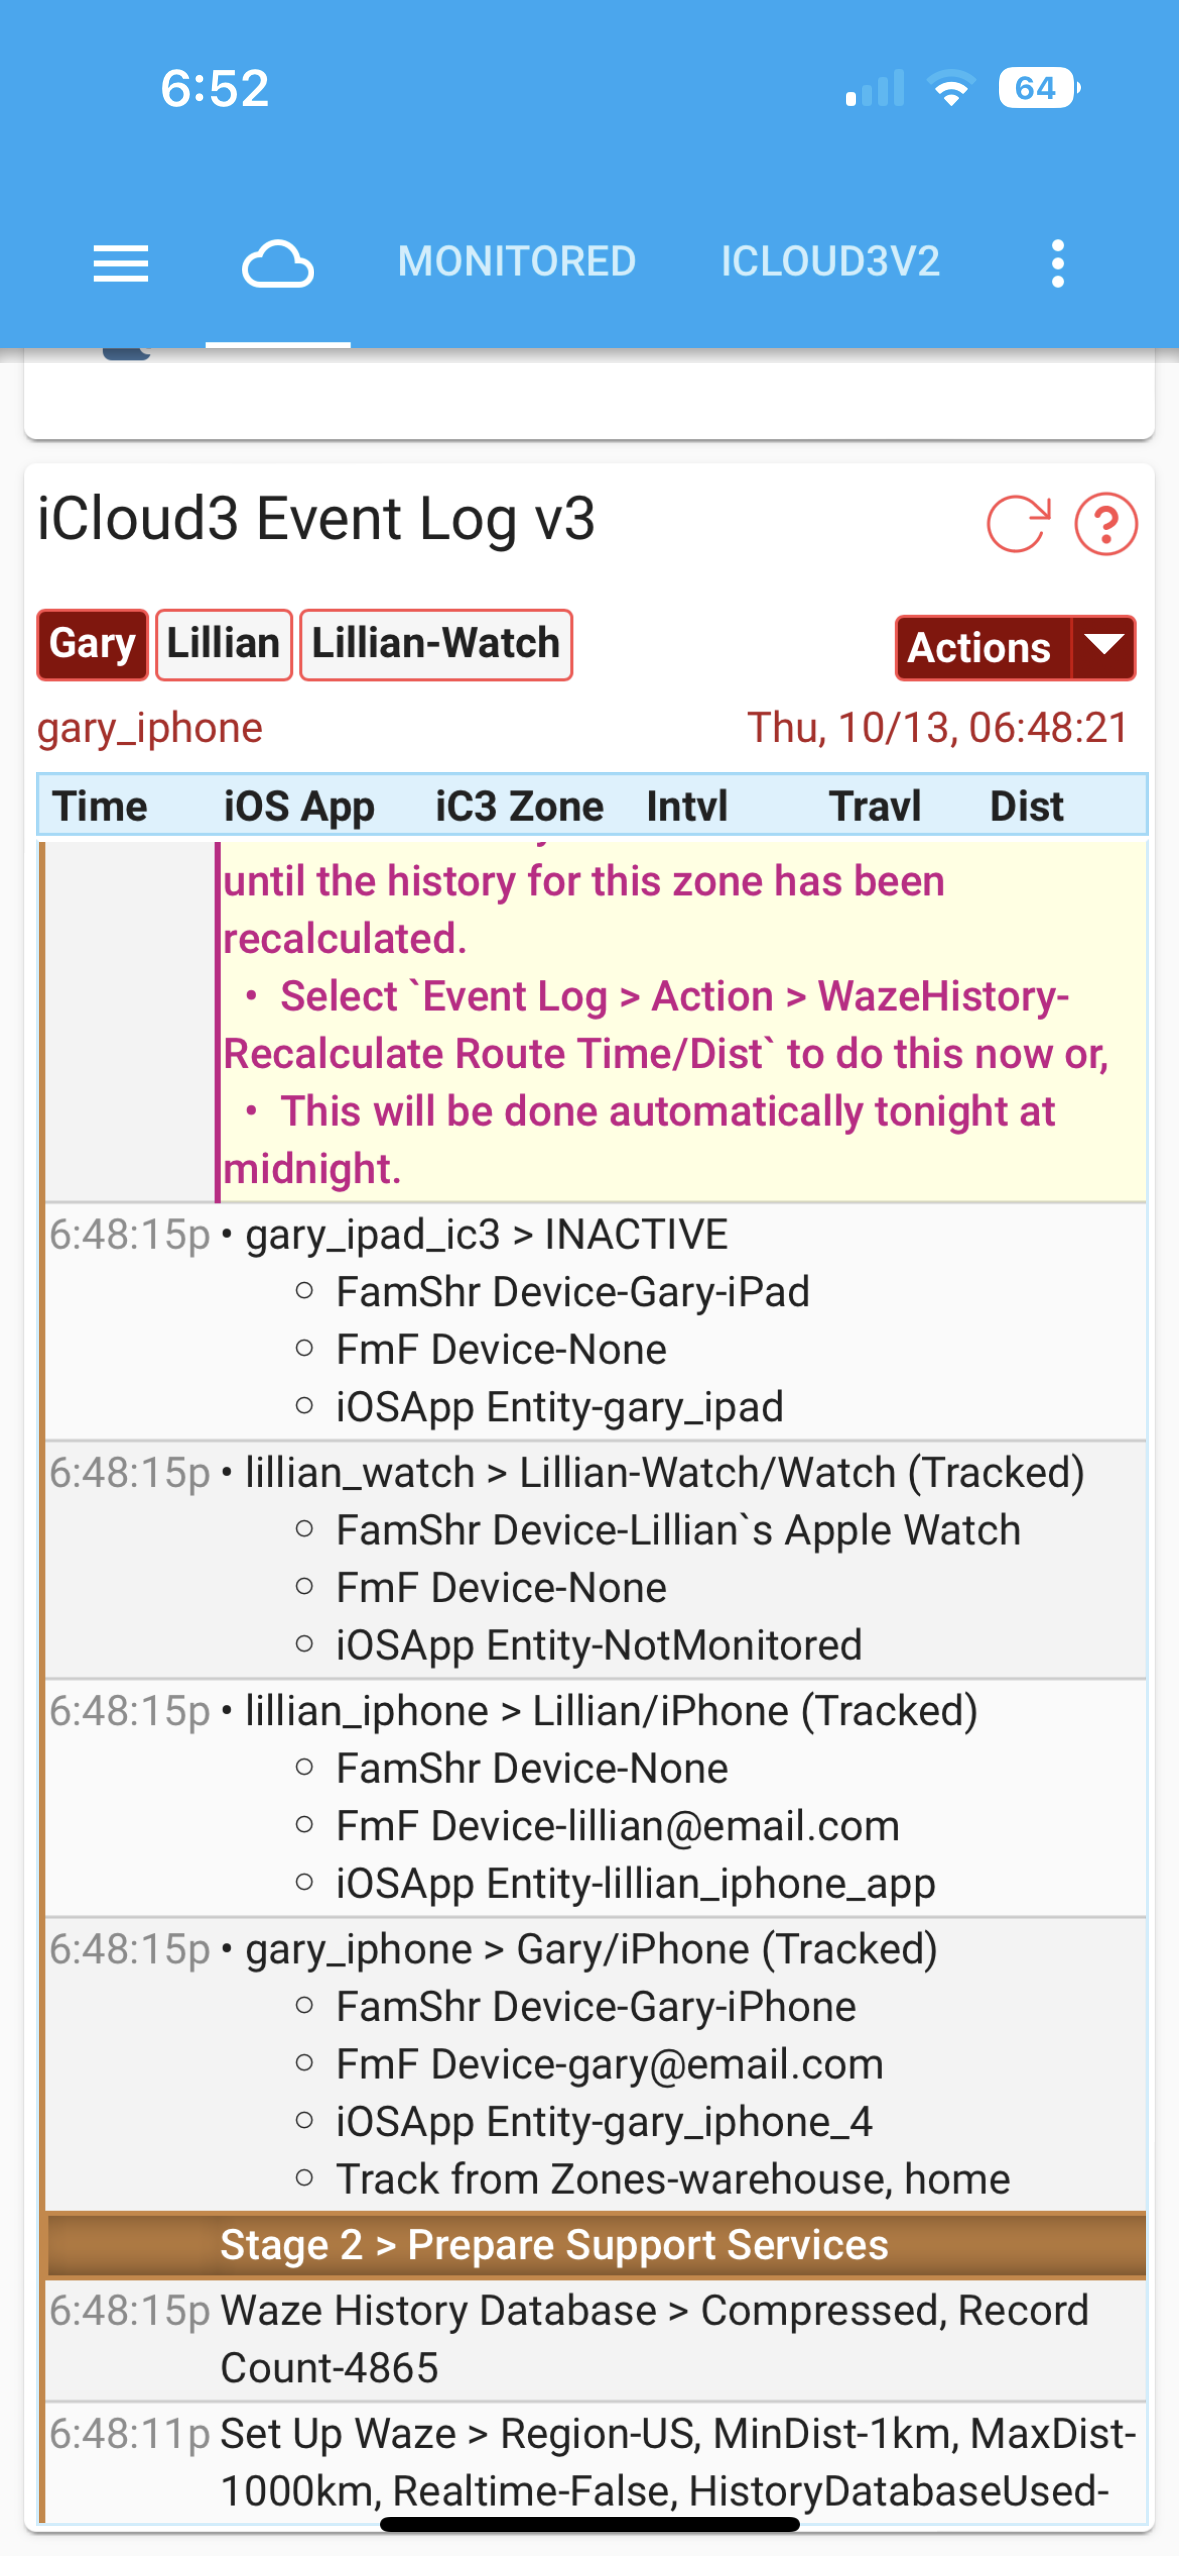 6:52
64
MONITORED
ICLOUD3V2
iCloud3 Event Log v3
?
Gary
Lillian
Lillian-Watch
Actions
gary_iphone
Thu, 10/13, 06:48:21
Time iOS App iC3 Zone Intvl Travl Dist
until the history for this zone has been
recalculated.
• Select `Event Log > Action > WazeHistory-
Recalculate Route Time/Dist` to do this now or,
• This will be done automatically tonight at
midnight.
6:48:15p • gary_ipad_ic3 > INACTIVE
○ FamShr Device-Gary-iPad
○ FmF Device-None
○ iOSApp Entity-gary_ipad
6:48:15p • lillian_watch > Lillian-Watch/Watch (Tracked)
○ FamShr Device-Lillian`s Apple Watch
○ FmF Device-None
○ iOSApp Entity-NotMonitored
6:48:15p • lillian_iphone > Lillian/iPhone (Tracked)
○ FamShr Device-None
○ FmF Device-lillian@email.com
○ iOSApp Entity-lillian_iphone_app
6:48:15p • gary_iphone > Gary/iPhone (Tracked)
○ FamShr Device-Gary-iPhone
○ FmF Device-gary@email.com
○ iOSApp Entity-gary_iphone_4
○ Track from Zones-warehouse, home
Stage 2 > Prepare Support Services
6:48:15p Waze History Database > Compressed, Record
Count-4865
6:48:11p Set Up Waze > Region-US, MinDist-1km, MaxDist-
1000km, Realtime-False, HistoryDatabaseUsed-